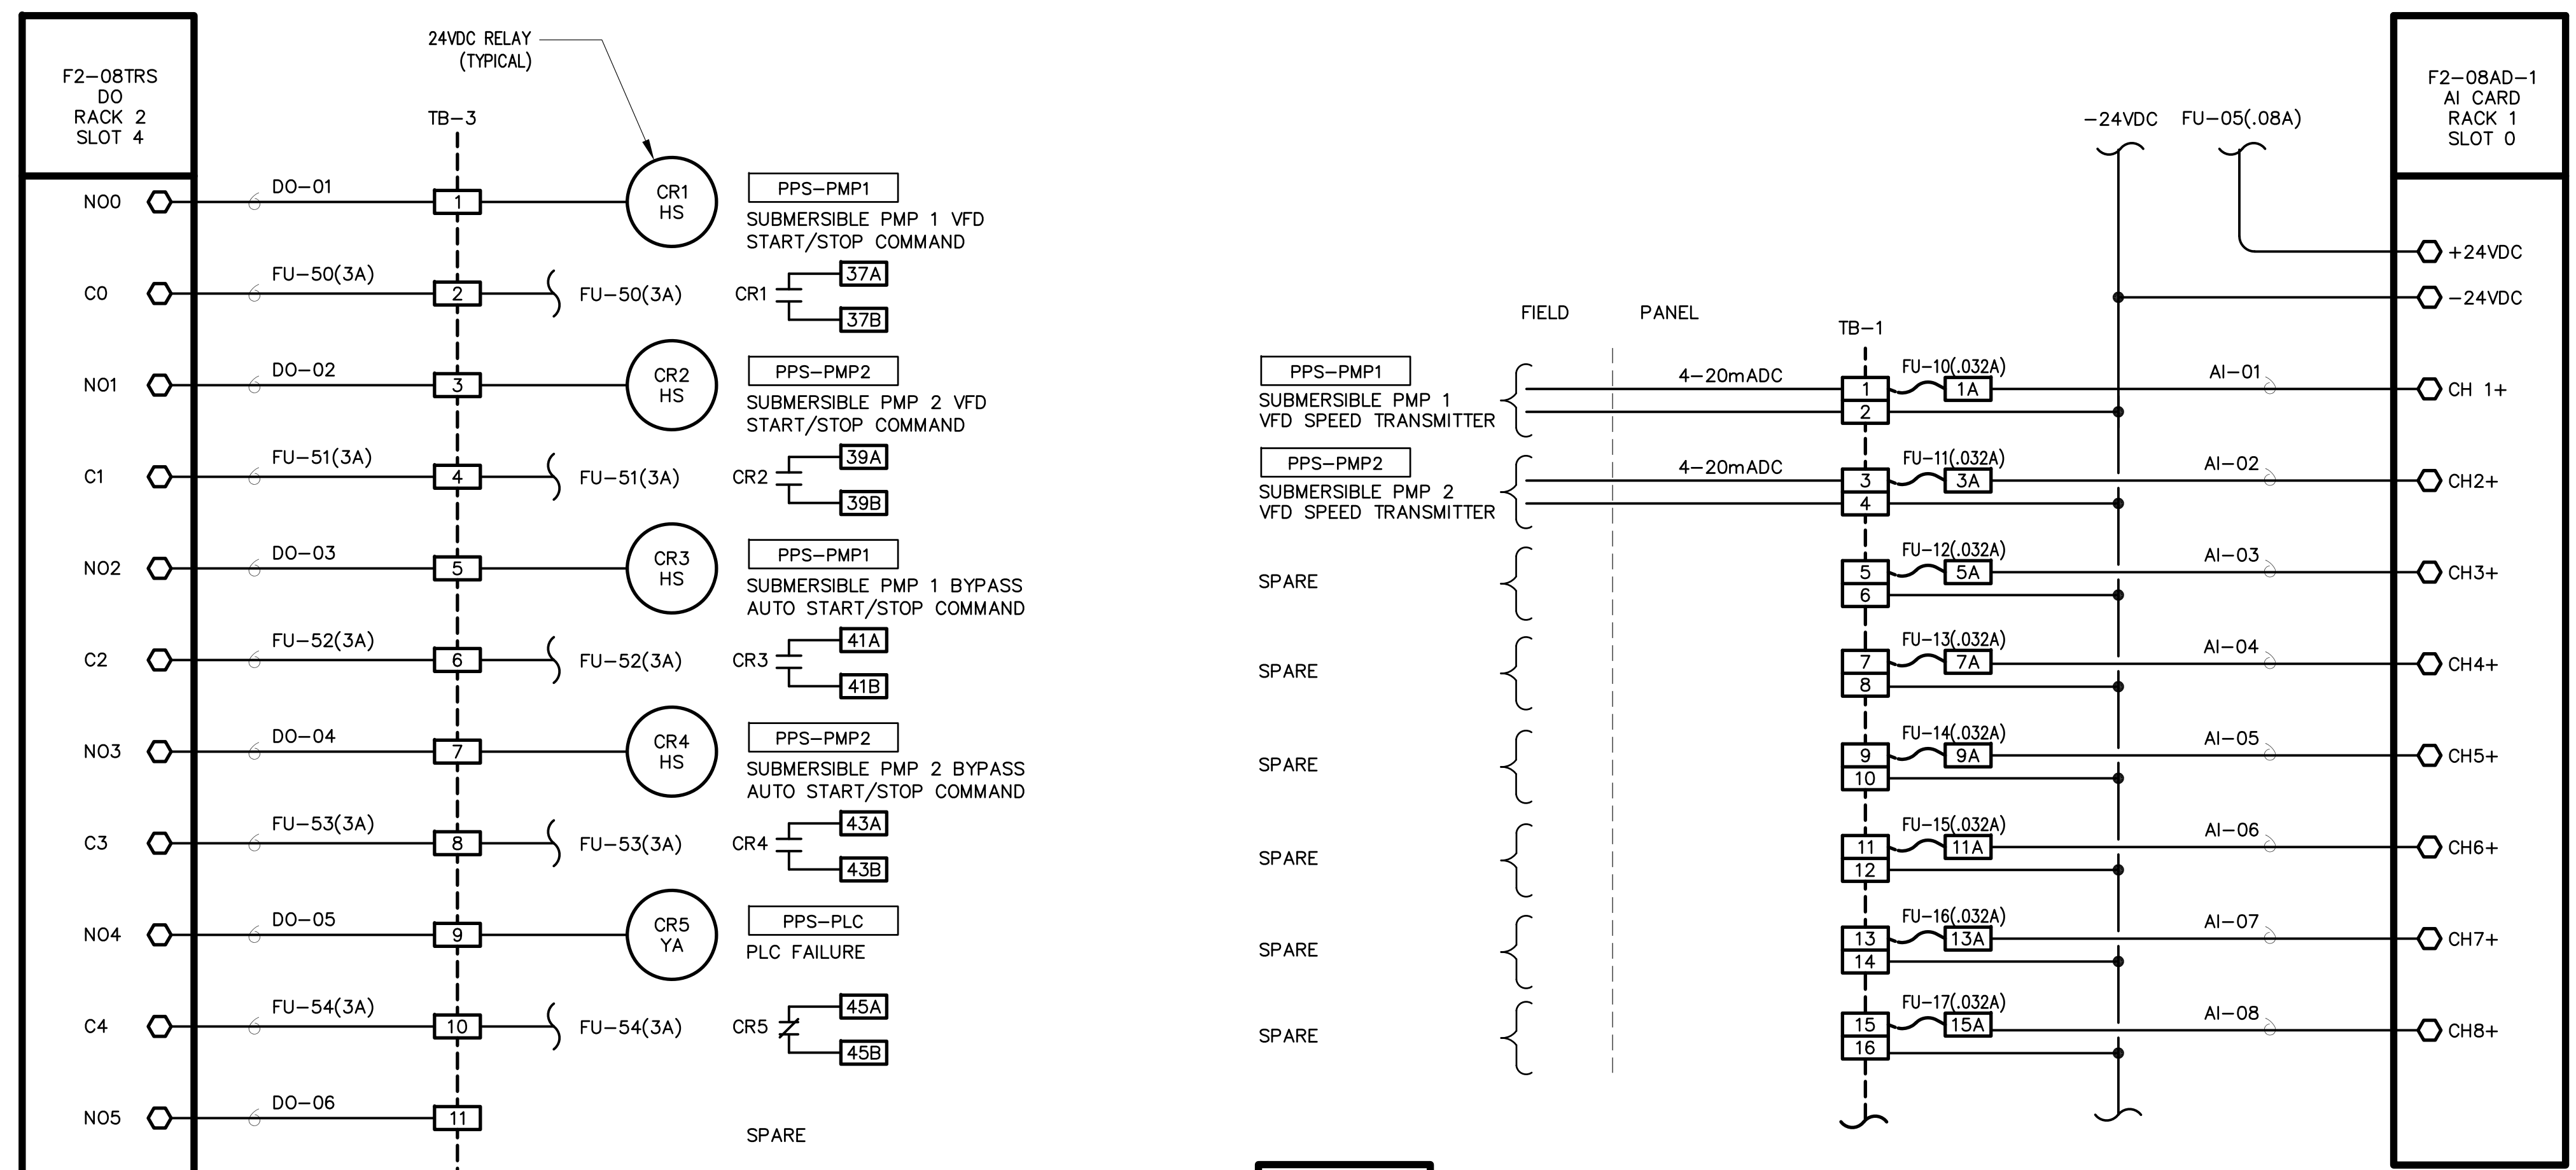 F2-08TRS
DO
RACK 2
SLOT 4
24VDC RELAY
(TYPICAL)
TB-3
NO0
DO-01
1
CR1
HS
PPS-PMP1
SUBMERSIBLE PMP 1 VFD
START/STOP COMMAND
C0
FU-50(3A)
2
FU-50(3A)
CR1
37A
37B
NO1
DO-02
3
CR2
HS
PPS-PMP2
SUBMERSIBLE PMP 2 VFD
START/STOP COMMAND
C1
FU-51(3A)
4
FU-51(3A)
CR2
39A
39B
NO2
DO-03
5
CR3
HS
PPS-PMP1
SUBMERSIBLE PMP 1 BYPASS
AUTO START/STOP COMMAND
C2
FU-52(3A)
6
FU-52(3A)
CR3
41A
41B
NO3
DO-04
7
CR4
HS
PPS-PMP2
SUBMERSIBLE PMP 2 BYPASS
AUTO START/STOP COMMAND
C3
FU-53(3A)
8
FU-53(3A)
CR4
43A
43B
NO4
DO-05
9
CR5
YA
PPS-PLC
PLC FAILURE
C4
FU-54(3A)
10
FU-54(3A)
CR5
45A
45B
NO5
DO-06
11
SPARE
F2-08AD-1
AI CARD
RACK 1
SLOT 0
-24VDC
FU-05(.08A)
+24VDC
-24VDC
FIELD
PANEL
TB-1
PPS-PMP1
SUBMERSIBLE PMP 1
VFD SPEED TRANSMITTER
4-20mADC
1
2
FU-10(.032A)
1A
AI-01
CH 1+
PPS-PMP2
SUBMERSIBLE PMP 2
VFD SPEED TRANSMITTER
4-20mADC
3
4
FU-11(.032A)
3A
AI-02
CH2+
SPARE
5
6
FU-12(.032A)
5A
AI-03
CH3+
SPARE
7
8
FU-13(.032A)
7A
AI-04
CH4+
SPARE
9
10
FU-14(.032A)
9A
AI-05
CH5+
SPARE
11
12
FU-15(.032A)
11A
AI-06
CH6+
SPARE
13
14
FU-16(.032A)
13A
AI-07
CH7+
SPARE
15
16
FU-17(.032A)
15A
AI-08
CH8+